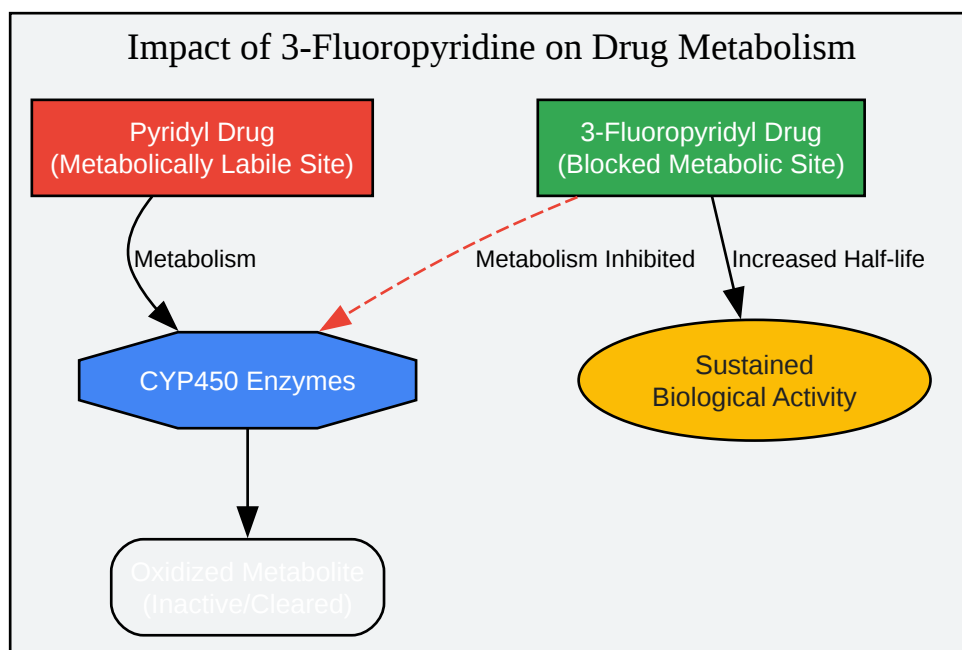 Impact of 3-Fluoropyridine on Drug Metabolism
Pyridyl Drug
(Metabolically Labile Site)
3-Fluoropyridyl Drug
(Blocked Metabolic Site)
Metabolism
Metabolism Inhibited
Increased Half-life
CYP450 Enzymes
Sustained
Biological Activity
Oxidized Metabolite
(Inactive/Cleared)